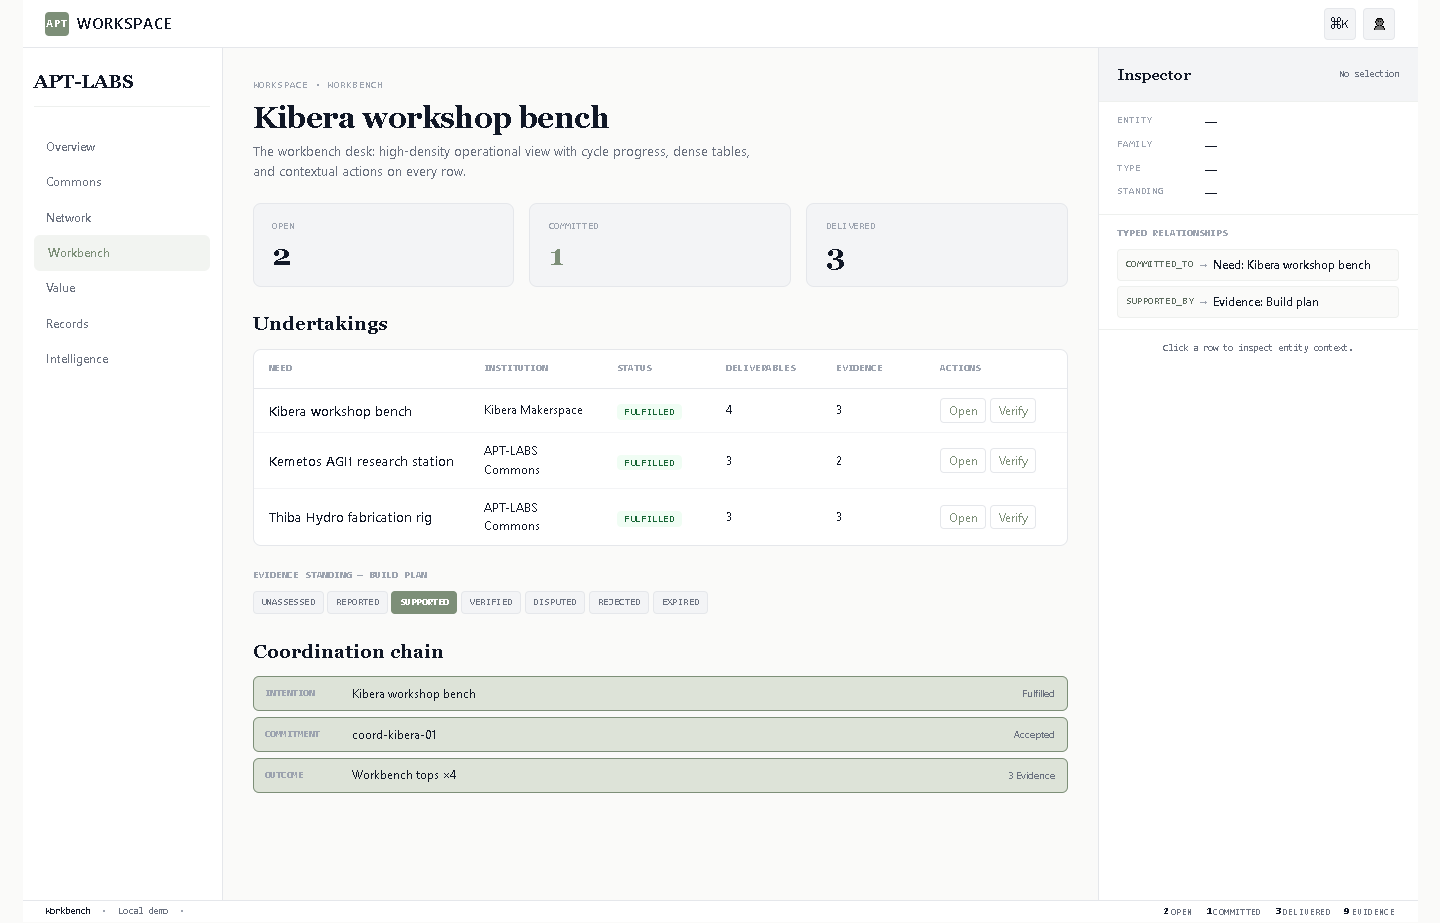 APT WORKSPACE
⌘K
APT-LABS
Overview
Commons
Network
Workbench
Value
Records
Intelligence
WORKSPACE • WORKBENCH
Kibera workshop bench
The workbench desk: high-density operational view with cycle progress, dense tables,
and contextual actions on every row.
OPEN
2
COMMITTED
1
DELIVERED
3
Undertakings
NEED INSTITUTION STATUS DELIVERABLES EVIDENCE ACTIONS
Kibera workshop bench Kibera Makerspace FULFILLED 4 3 Open Verify
Kemetos AGI1 research station APT-LABS Commons FULFILLED 3 2 Open Verify
Thiba Hydro fabrication rig APT-LABS Commons FULFILLED 3 3 Open Verify
EVIDENCE STANDING — BUILD PLAN
UNASSESSED REPORTED SUPPORTED VERIFIED DISPUTED REJECTED EXPIRED
Coordination chain
INTENTION Kibera workshop bench Fulfilled
COMMITMENT coord-kibera-01 Accepted
OUTCOME Workbench tops ×4 3 Evidence
Inspector No selection
ENTITY —
FAMILY —
TYPE —
STANDING —
TYPED RELATIONSHIPS
COMMITTED_TO → Need: Kibera workshop bench
SUPPORTED_BY → Evidence: Build plan
Click a row to inspect entity context.
Workbench • Local demo •
2 OPEN 1 COMMITTED 3 DELIVERED 9 EVIDENCE